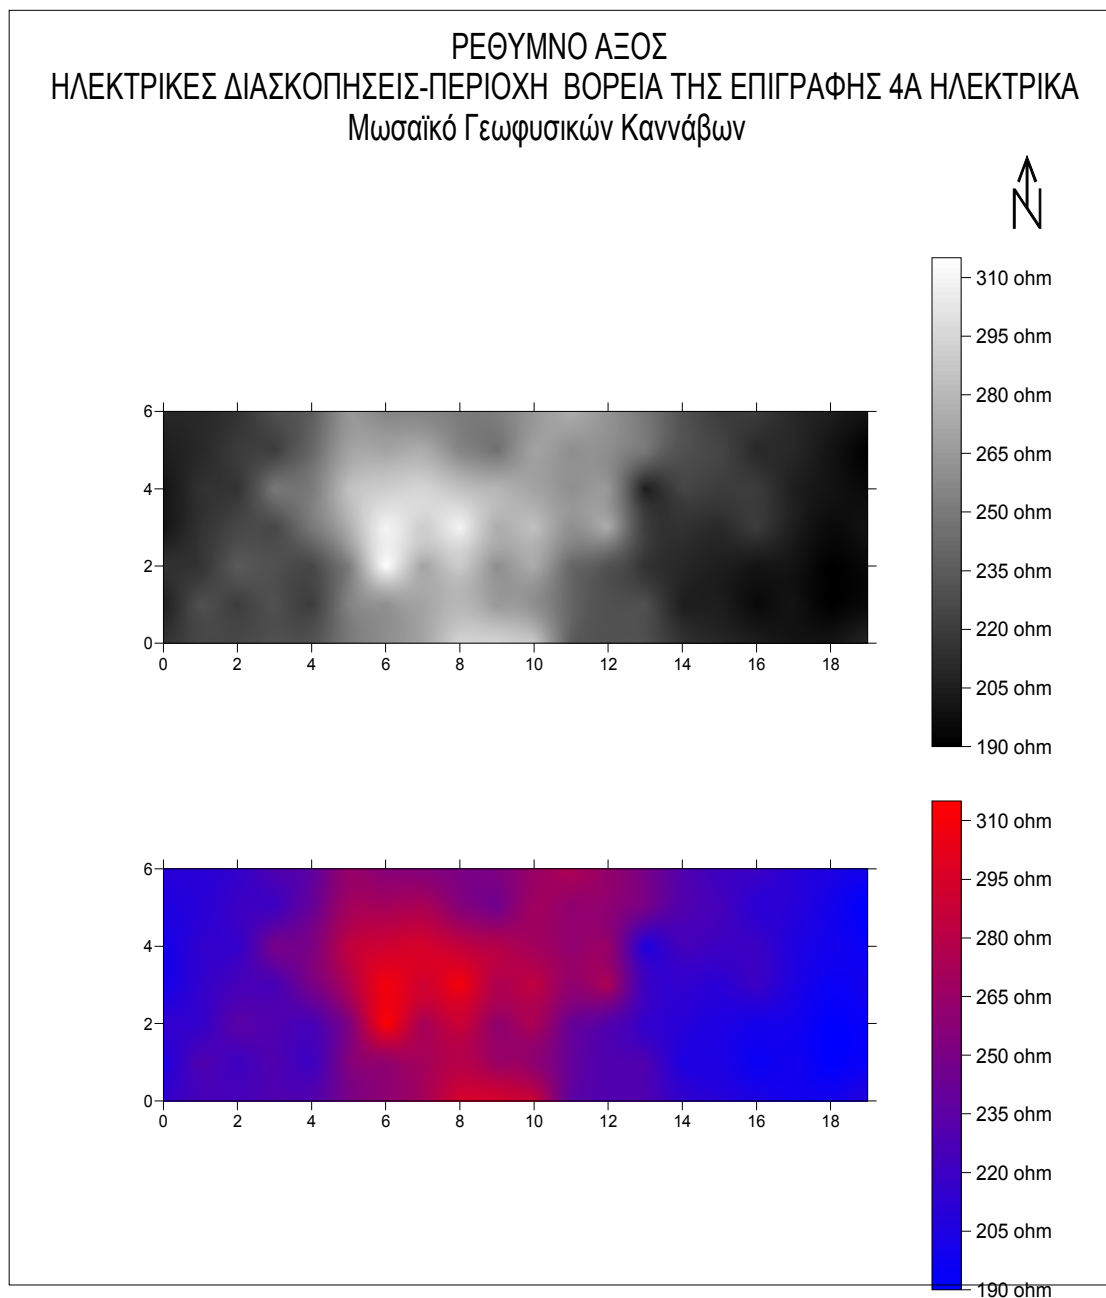 ΡΕΘΥΜΝΟ ΑΞΟΣ
ΗΛΕΚΤΡΙΚΕΣ ΔΙΑΣΚΟΠΗΣΕΙΣ-ΠΕΡΙΟΧΗ ΒΟΡΕΙΑ ΤΗΣ ΕΠΙΓΡΑΦΗΣ 4Α ΗΛΕΚΤΡΙΚΑ
Μωσαϊκό Γεωφυσικών Καννάβων
N
310 ohm
295 ohm
280 ohm
265 ohm
250 ohm
235 ohm
220 ohm
205 ohm
190 ohm
6
4
2
0
0 2 4 6 8 10 12 14 16 18
310 ohm
295 ohm
280 ohm
265 ohm
250 ohm
235 ohm
220 ohm
205 ohm
190 ohm
6
4
2
0
0 2 4 6 8 10 12 14 16 18